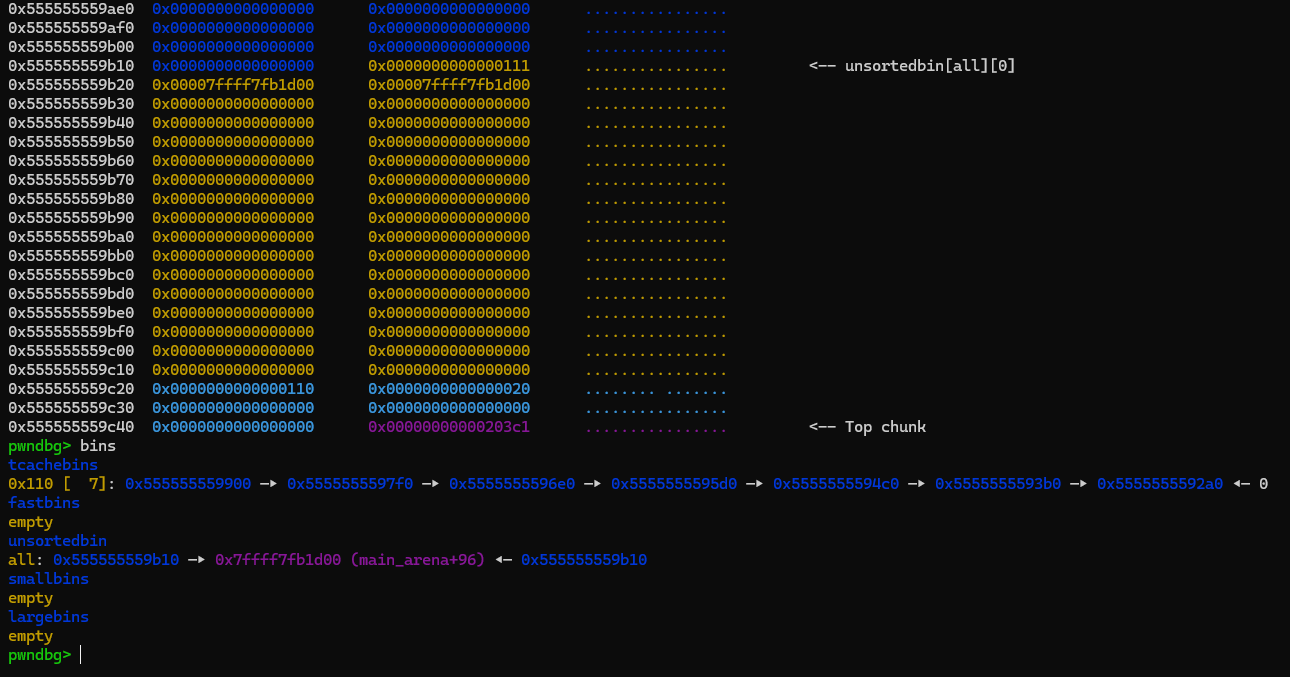 0x555555559ae0 0x0000000000000000 0x0000000000000000 ................
0x555555559af0 0x0000000000000000 0x0000000000000000 ................
0x555555559b00 0x0000000000000000 0x0000000000000000 ................
0x555555559b10 0x0000000000000000 0x0000000000000111 ................ <-- unsortedbin[all][0]
0x555555559b20 0x00007ffff7fb1d00 0x00007ffff7fb1d00 ................
0x555555559b30 0x0000000000000000 0x0000000000000000 ................
0x555555559b40 0x0000000000000000 0x0000000000000000 ................
0x555555559b50 0x0000000000000000 0x0000000000000000 ................
0x555555559b60 0x0000000000000000 0x0000000000000000 ................
0x555555559b70 0x0000000000000000 0x0000000000000000 ................
0x555555559b80 0x0000000000000000 0x0000000000000000 ................
0x555555559b90 0x0000000000000000 0x0000000000000000 ................
0x555555559ba0 0x0000000000000000 0x0000000000000000 ................
0x555555559bb0 0x0000000000000000 0x0000000000000000 ................
0x555555559bc0 0x0000000000000000 0x0000000000000000 ................
0x555555559bd0 0x0000000000000000 0x0000000000000000 ................
0x555555559be0 0x0000000000000000 0x0000000000000000 ................
0x555555559bf0 0x0000000000000000 0x0000000000000000 ................
0x555555559c00 0x0000000000000000 0x0000000000000000 ................
0x555555559c10 0x0000000000000000 0x0000000000000000 ................
0x555555559c20 0x0000000000000110 0x0000000000000020 ........ .......
0x555555559c30 0x0000000000000000 0x0000000000000000 ................
0x555555559c40 0x0000000000000000 0x00000000000203c1 ................ <-- Top chunk
pwndbg> bins
tcachebins
0x110 [  7]: 0x555555559900 —▸ 0x5555555597f0 —▸ 0x5555555596e0 —▸ 0x5555555595d0 —▸ 0x5555555594c0 —▸ 0x5555555593b0 —▸ 0x5555555592a0 ◂— 0
fastbins
empty
unsortedbin
all: 0x555555559b10 —▸ 0x7ffff7fb1d00 (main_arena+96) ◂— 0x555555559b10
smallbins
empty
largebins
empty
pwndbg>